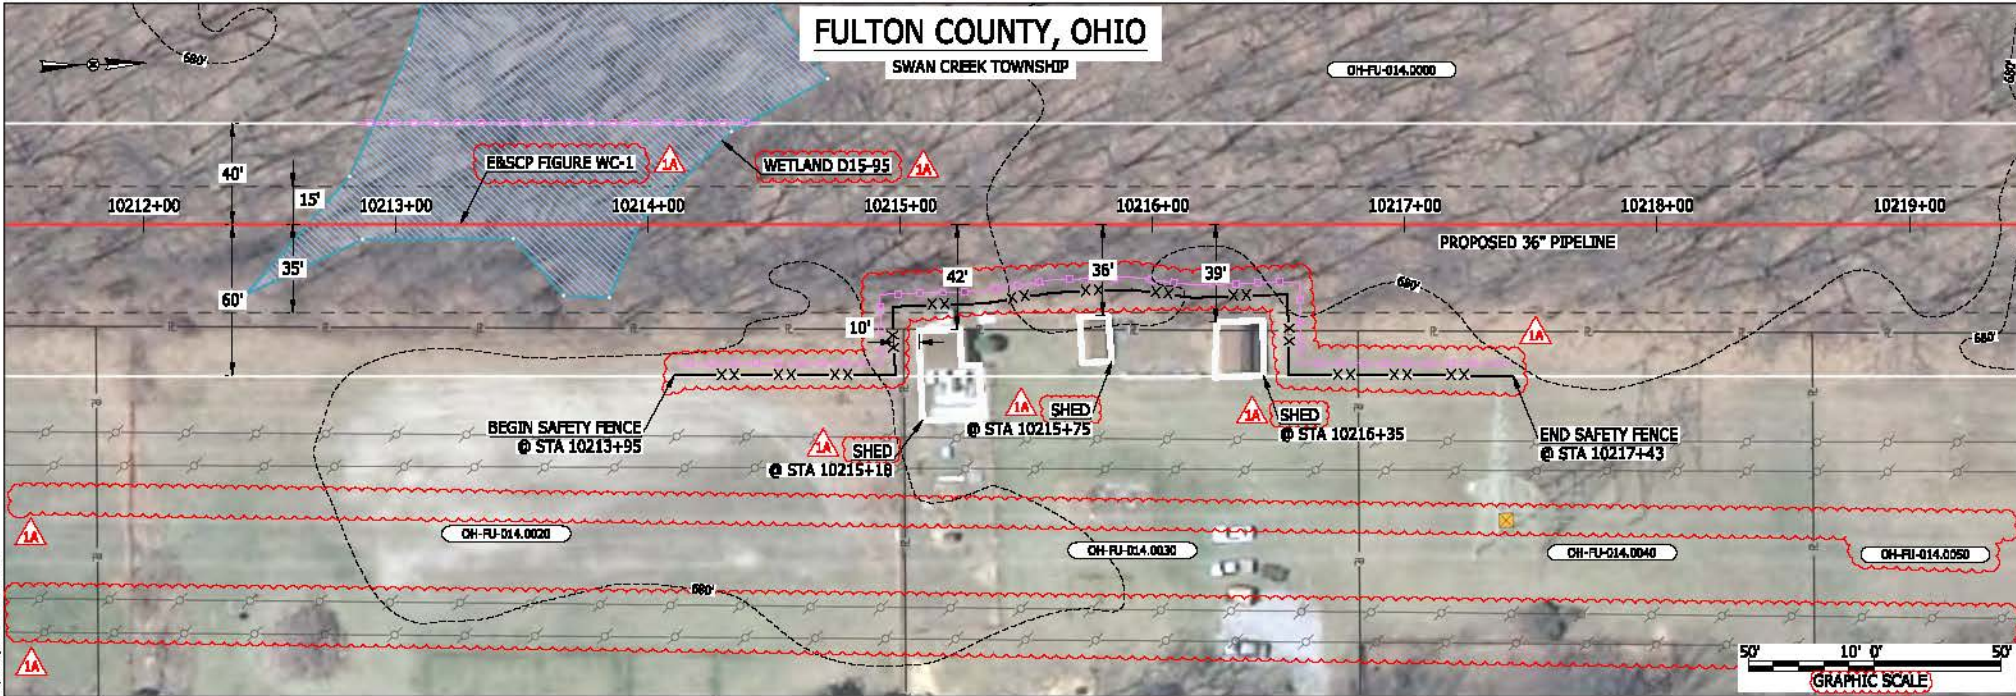 FULTON COUNTY, OHIO
SWAN CREEK TOWNSHIP
OH-FU-014.0000
680'
680'
40'
E&SCP FIGURE WC-1
1A
WETLAND D15-95
1A
15'
10212+00
10213+00
10214+00
10215+00
10216+00
10217+00
10218+00
10219+00
PROPOSED 36" PIPELINE
35'
60'
42'
36'
39'
680'
10'
1A
680'
BEGIN SAFETY FENCE
@ STA 10213+95
1A SHED
@ STA 10215+18
1A SHED
@ STA 10215+75
1A SHED
@ STA 10216+35
END SAFETY FENCE
@ STA 10217+43
1A
OH-FU-014.0020
OH-FU-014.0030
OH-FU-014.0040
OH-FU-014.0050
680'
1A
50' 10' 0' 50'
GRAPHIC SCALE